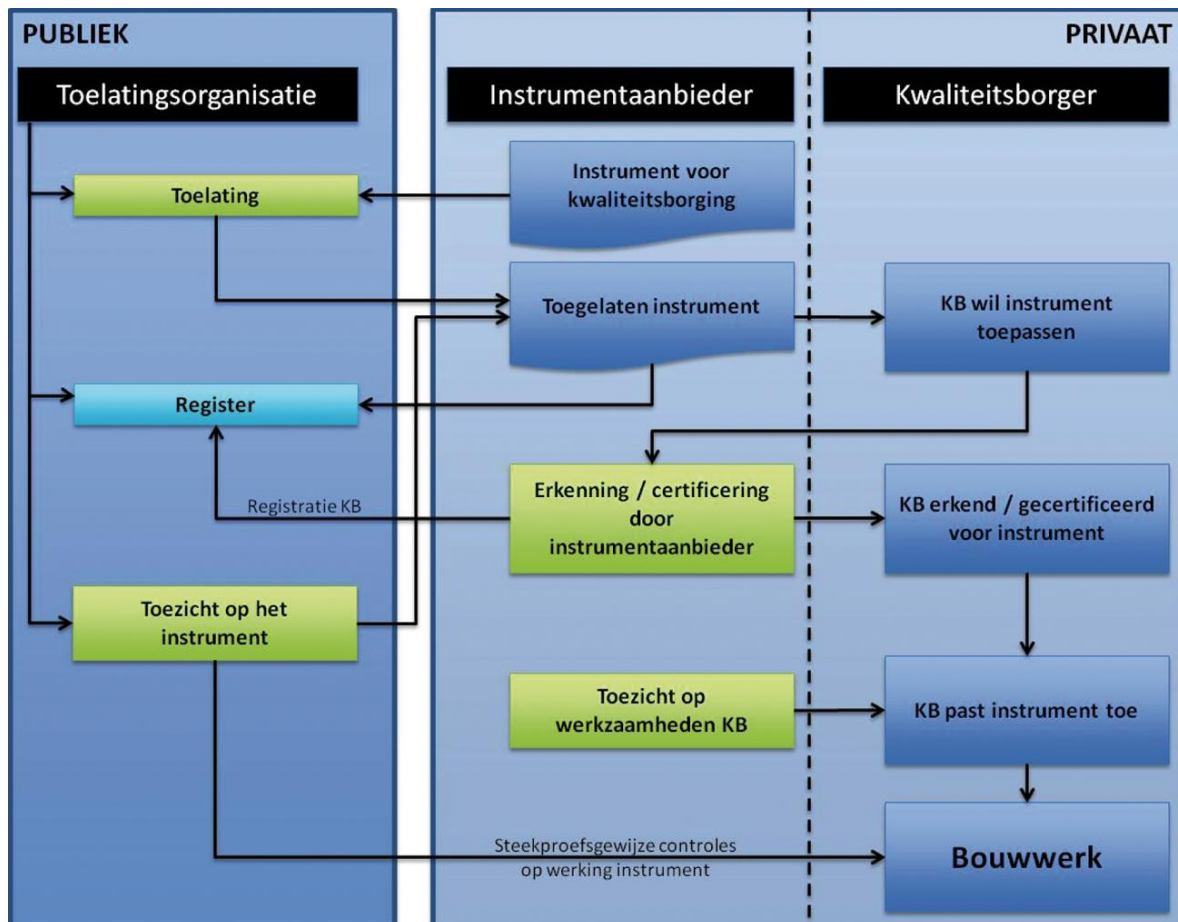 PUBLIEK
PRIVAAT
Toelatingsorganisatie
Instrumentaanbieder
Kwaliteitsborger
Toelating
Instrument voor
kwaliteitsborging
Toegelaten instrument
KB wil instrument
toepassen
Register
Registratie KB
Erkenning / certificering
door
instrumentaanbieder
KB erkend / gecertificeerd
voor instrument
Toezicht op het
instrument
Toezicht op
werkzaamheden KB
KB past instrument toe
Steekproefsgewijze controles
op werking instrument
Bouwwerk